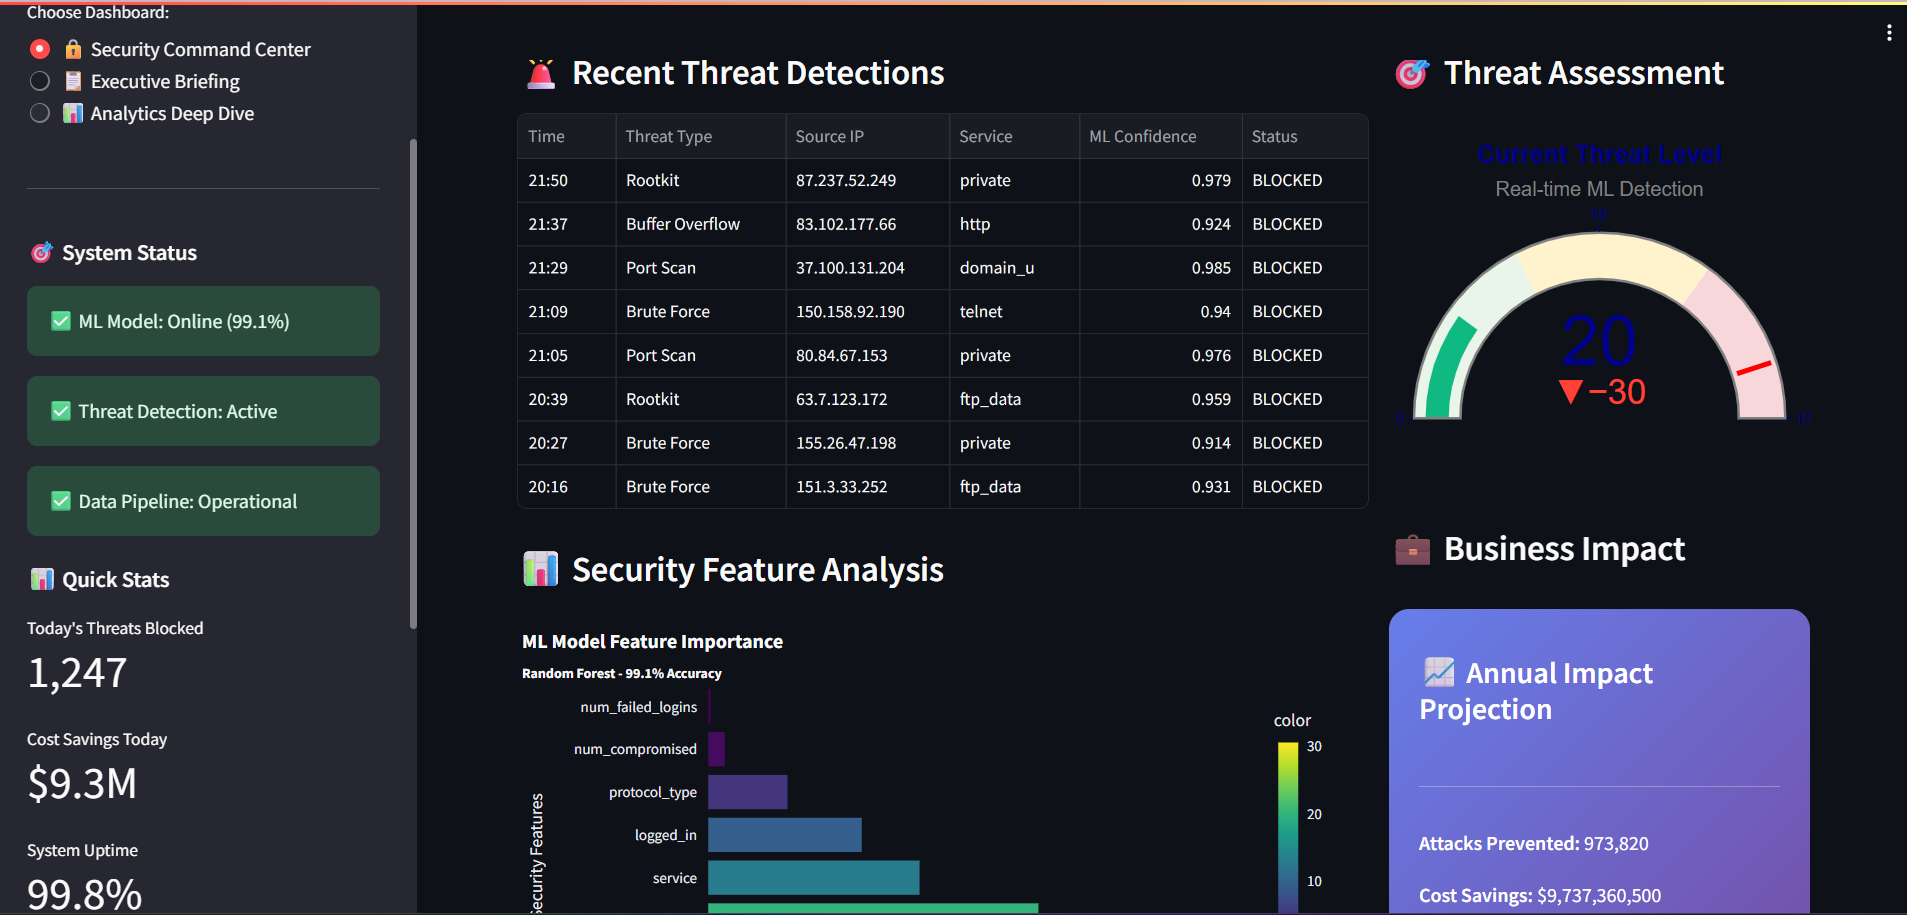 Choose Dashboard:
Security Command Center
Executive Briefing
Analytics Deep Dive
System Status
ML Model: Online (99.1%)
Threat Detection: Active
Data Pipeline: Operational
Quick Stats
Today's Threats Blocked
1,247
Cost Savings Today
$9.3M
System Uptime
99.8%
Recent Threat Detections
Time Threat Type Source IP Service ML Confidence Status
21:50 Rootkit 87.237.52.249 private 0.979 BLOCKED
21:37 Buffer Overflow 83.102.177.66 http 0.924 BLOCKED
21:29 Port Scan 37.100.131.204 domain_u 0.985 BLOCKED
21:09 Brute Force 150.158.92.190 telnet 0.94 BLOCKED
21:05 Port Scan 80.84.67.153 private 0.976 BLOCKED
20:39 Rootkit 63.7.123.172 ftp_data 0.959 BLOCKED
20:27 Brute Force 155.26.47.198 private 0.914 BLOCKED
20:16 Brute Force 151.3.33.252 ftp_data 0.931 BLOCKED
Security Feature Analysis
ML Model Feature Importance
Random Forest - 99.1% Accuracy
num_failed_logins
num_compromised
protocol_type
logged_in
service
Security Features
color
30
20
10
Threat Assessment
Current Threat Level
Real-time ML Detection
50
0
20
▼−30
Business Impact
Annual Impact
Projection
Attacks Prevented: 973,820
Cost Savings: $9,737,360,500